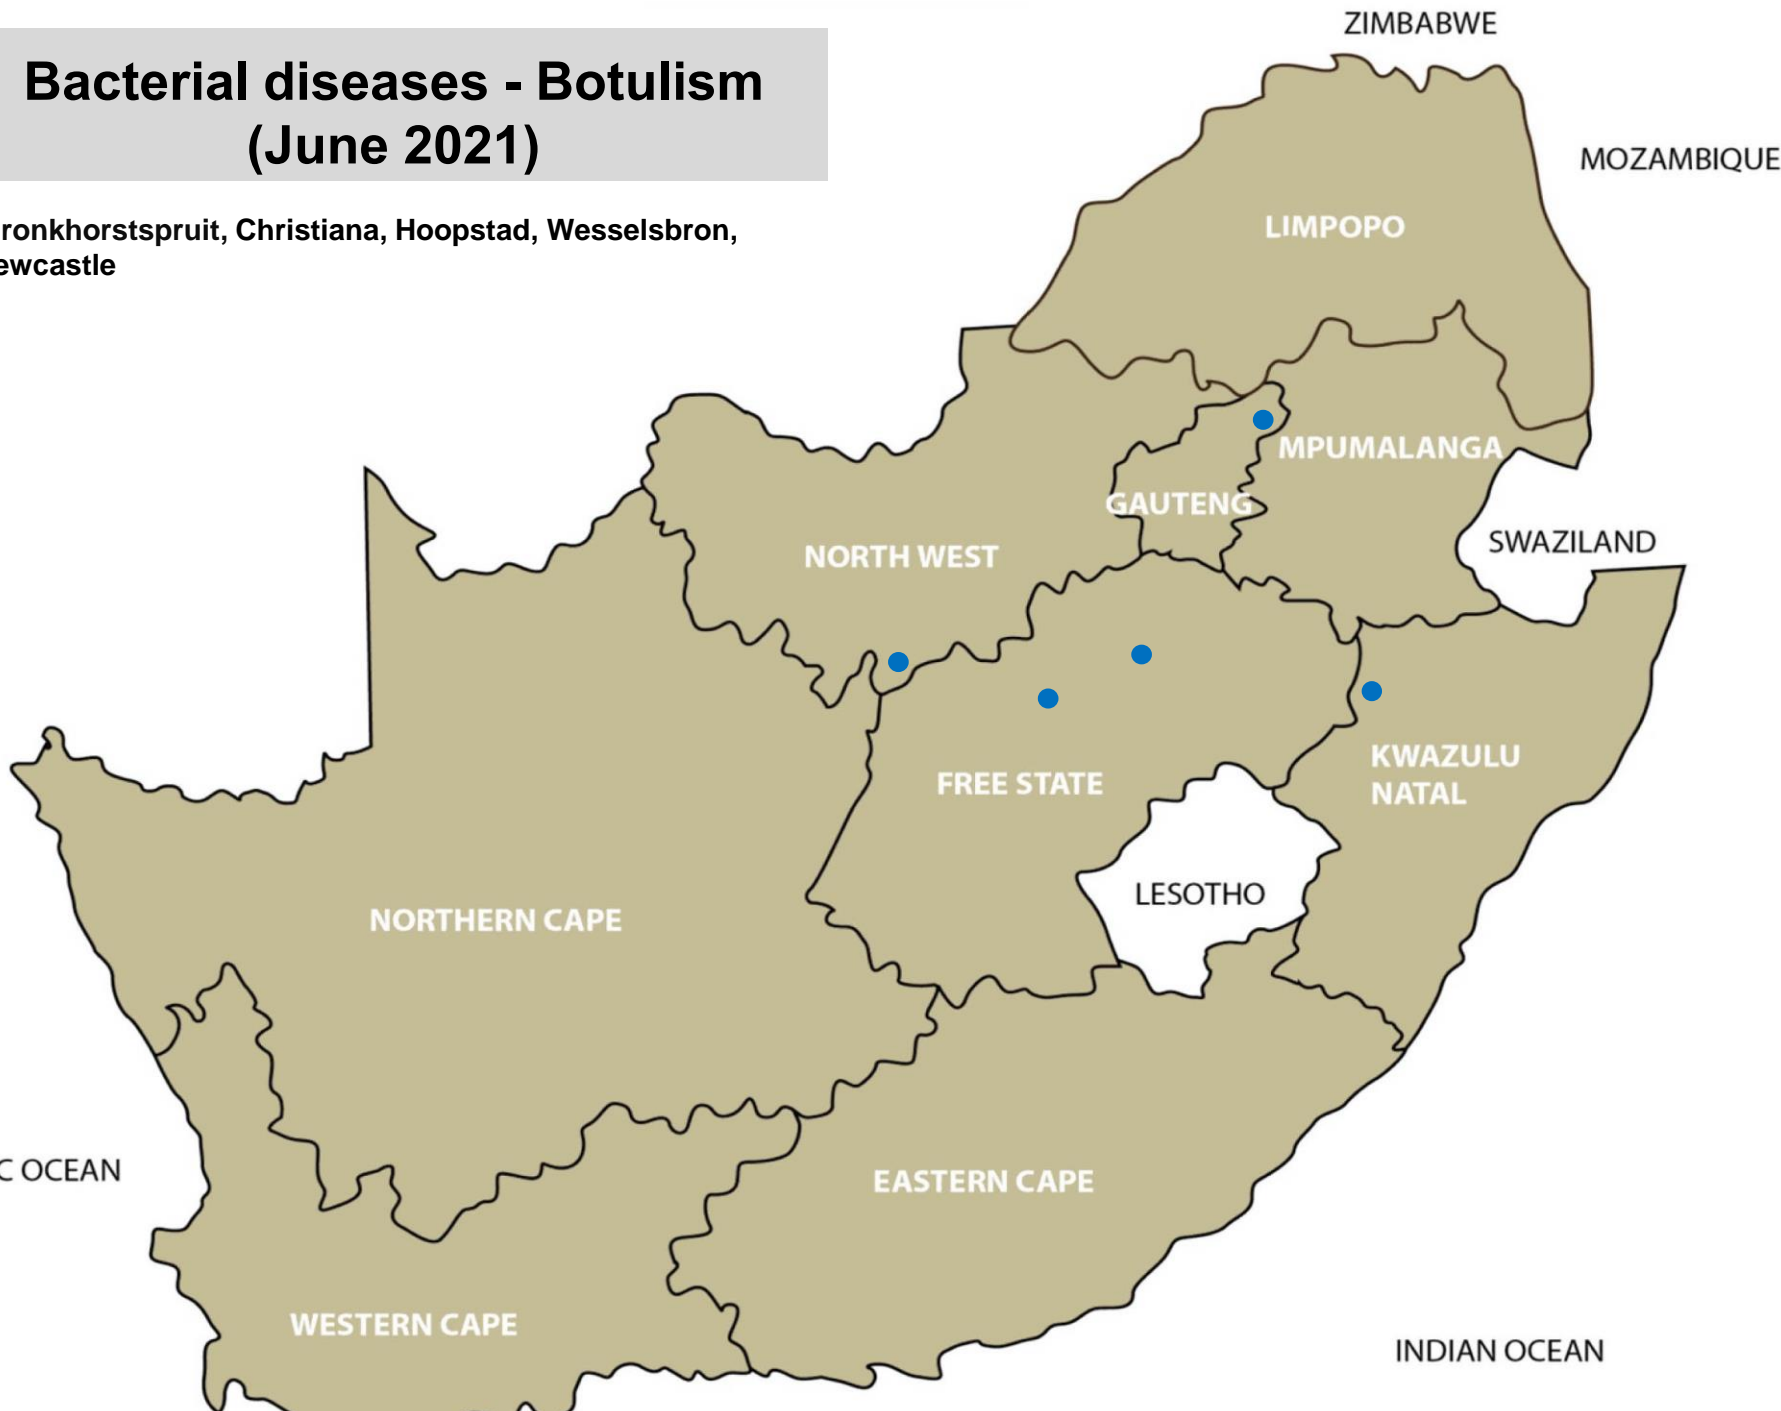 ZIMBABWE
Bacterial diseases - Botulism
(June 2021)
MOZAMBIQUE
ronkhorstspruit, Christiana, Hoopstad, Wesselsbron,
ewcastle
LIMPOPO
MPUMALANGA
GAUTENG
SWAZILAND
NORTH WEST
KWAZULU
NATAL
FREE STATE
LESOTHO
NORTHERN CAPE
C OCEAN
EASTERN CAPE
WESTERN CAPE
INDIAN OCEAN